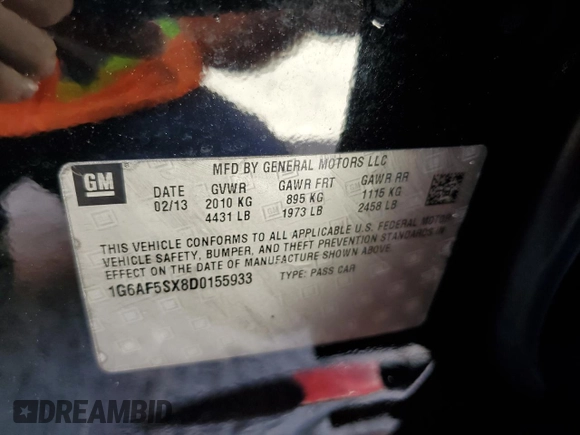 GM
MFD BY GENERAL MOTORS LLC
DATE GVWR GAWR FRT GAWR RR
02/13 2010 KG 895 KG 1115 KG
4431 LB 1973 LB 2458 LB
THIS VEHICLE CONFORMS TO ALL APPLICABLE U.S. FEDERAL MOTOR
VEHICLE SAFETY, BUMPER, AND THEFT PREVENTION STANDARDS IN
EFFECT ON THE DATE OF MANUFACTURE SHOWN ABOVE.
1G6AF5SX8D0155933 TYPE: PASS CAR
DREAMBID